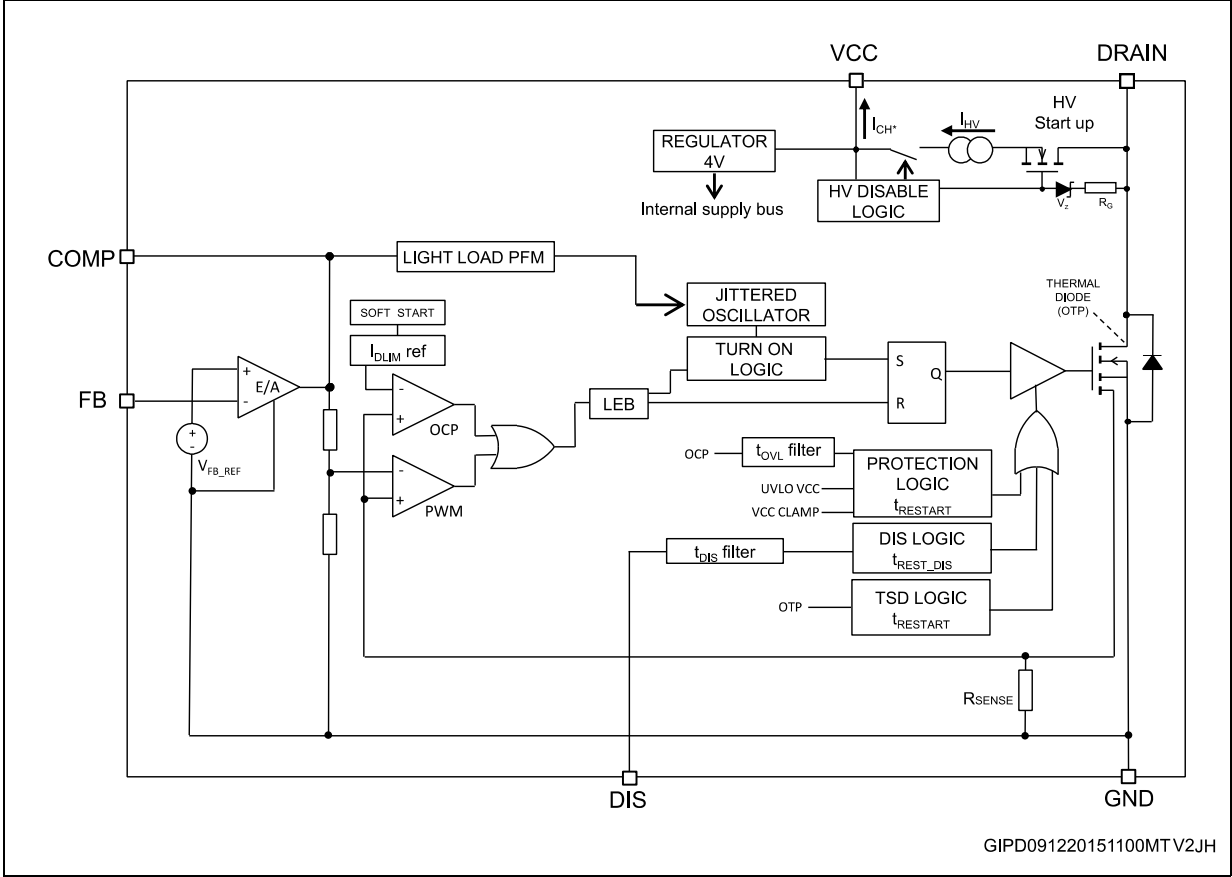 VCC
DRAIN
HV
Start up
I_CH*
I_HV
REGULATOR
4V
Internal supply bus
HV DISABLE
LOGIC
V_z
R_G
COMP
LIGHT LOAD PFM
JITTERED
OSCILLATOR
THERMAL
DIODE
(OTP)
SOFT START
I_DLIM ref
TURN ON
LOGIC
FB
+
E/A
-
+
-
V_FB_REF
-
+
OCP
-
+
PWM
LEB
S
Q
R
OCP
t_OVL filter
UVLO VCC
VCC CLAMP
PROTECTION
LOGIC
t_RESTART
t_DIS filter
DIS LOGIC
t_REST_DIS
OTP
TSD LOGIC
t_RESTART
R_SENSE
DIS
GND
GIPD091220151100MTV2JH